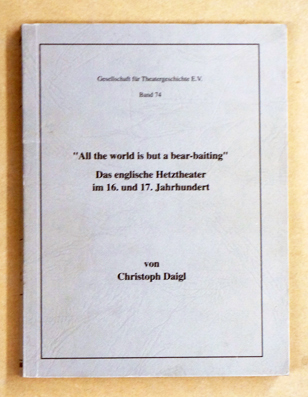 Gesellschaft für Theatergeschichte E.V.
Band 74
"All the world is but a bear-baiting"
Das englische Hetztheater
im 16. und 17. Jahrhundert
von
Christoph Daigl